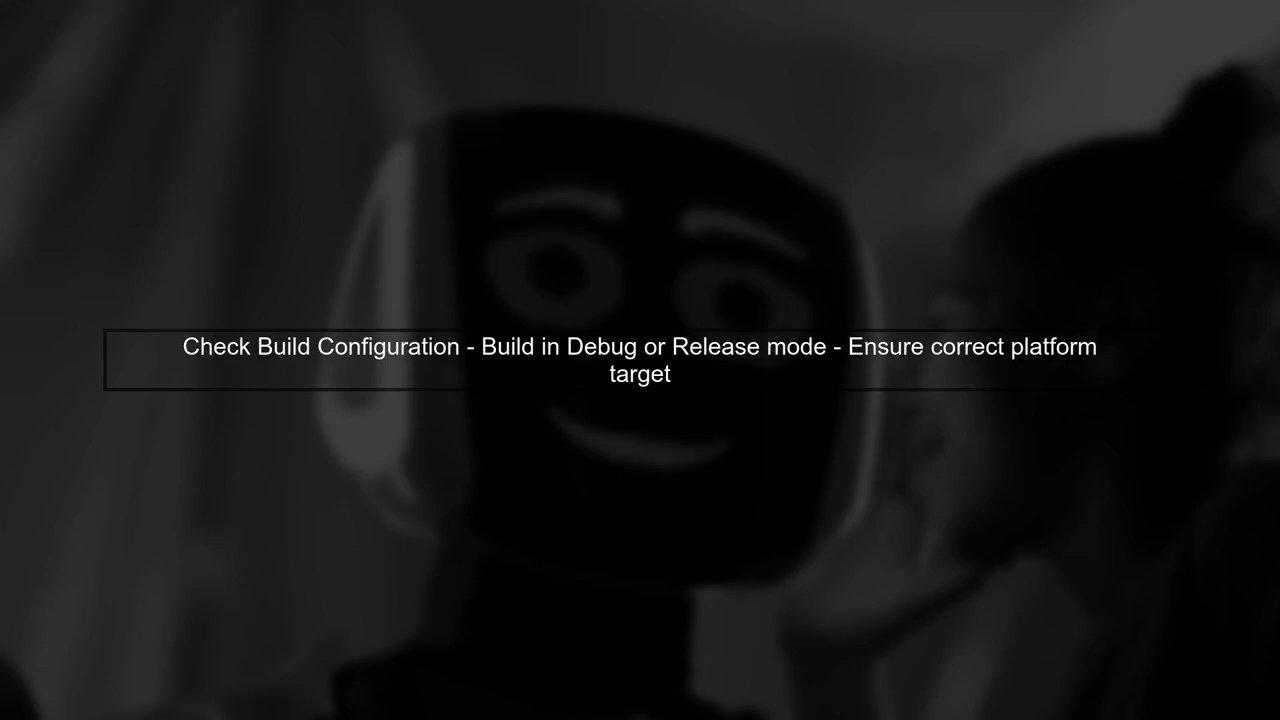 Check Build Configuration - Build in Debug or Release mode - Ensure correct platform
target